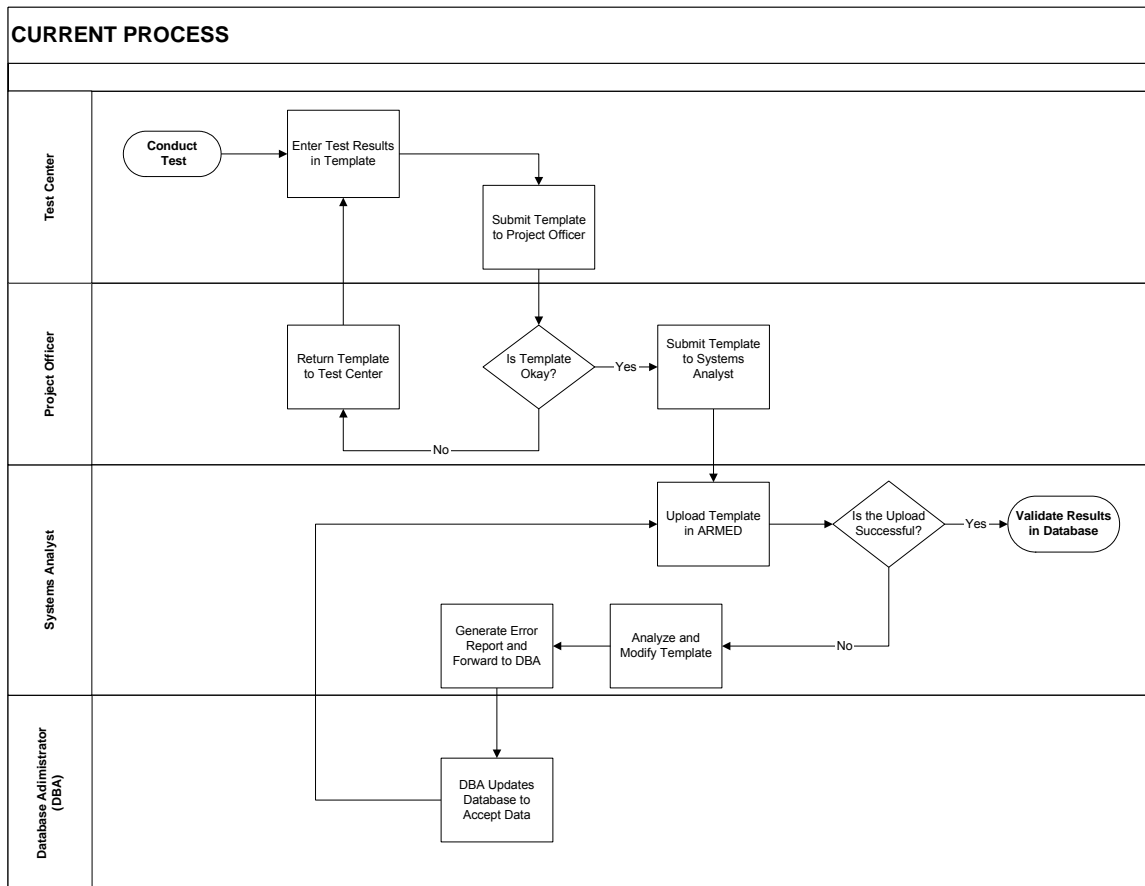 CURRENT PROCESS
Test Center
Conduct
Test
Enter Test Results
in Template
Submit Template
to Project Officer
Project Officer
Return Template
to Test Center
Is Template
Okay?
Yes
Submit Template
to Systems
Analyst
No
Systems Analyst
Upload Template
in ARMED
Is the Upload
Successful?
Yes
Validate Results
in Database
Generate Error
Report and
Forward to DBA
Analyze and
Modify Template
No
Database Adimistrator
(DBA)
DBA Updates
Database to
Accept Data